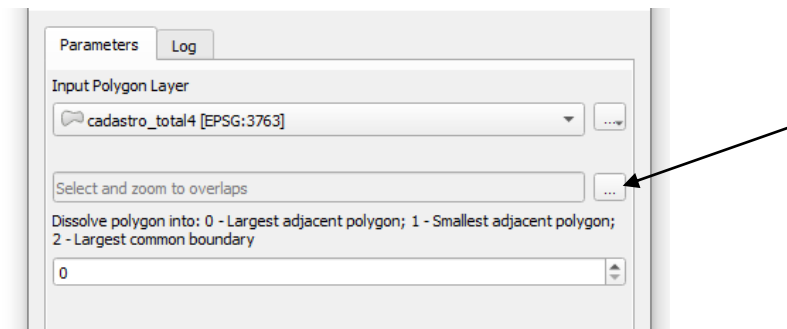 Parameters Log
Input Polygon Layer
cadastro_total4 [EPSG:3763]
...
Select and zoom to overlaps
...
Dissolve polygon into: 0 - Largest adjacent polygon; 1 - Smallest adjacent polygon;
2 - Largest common boundary
0